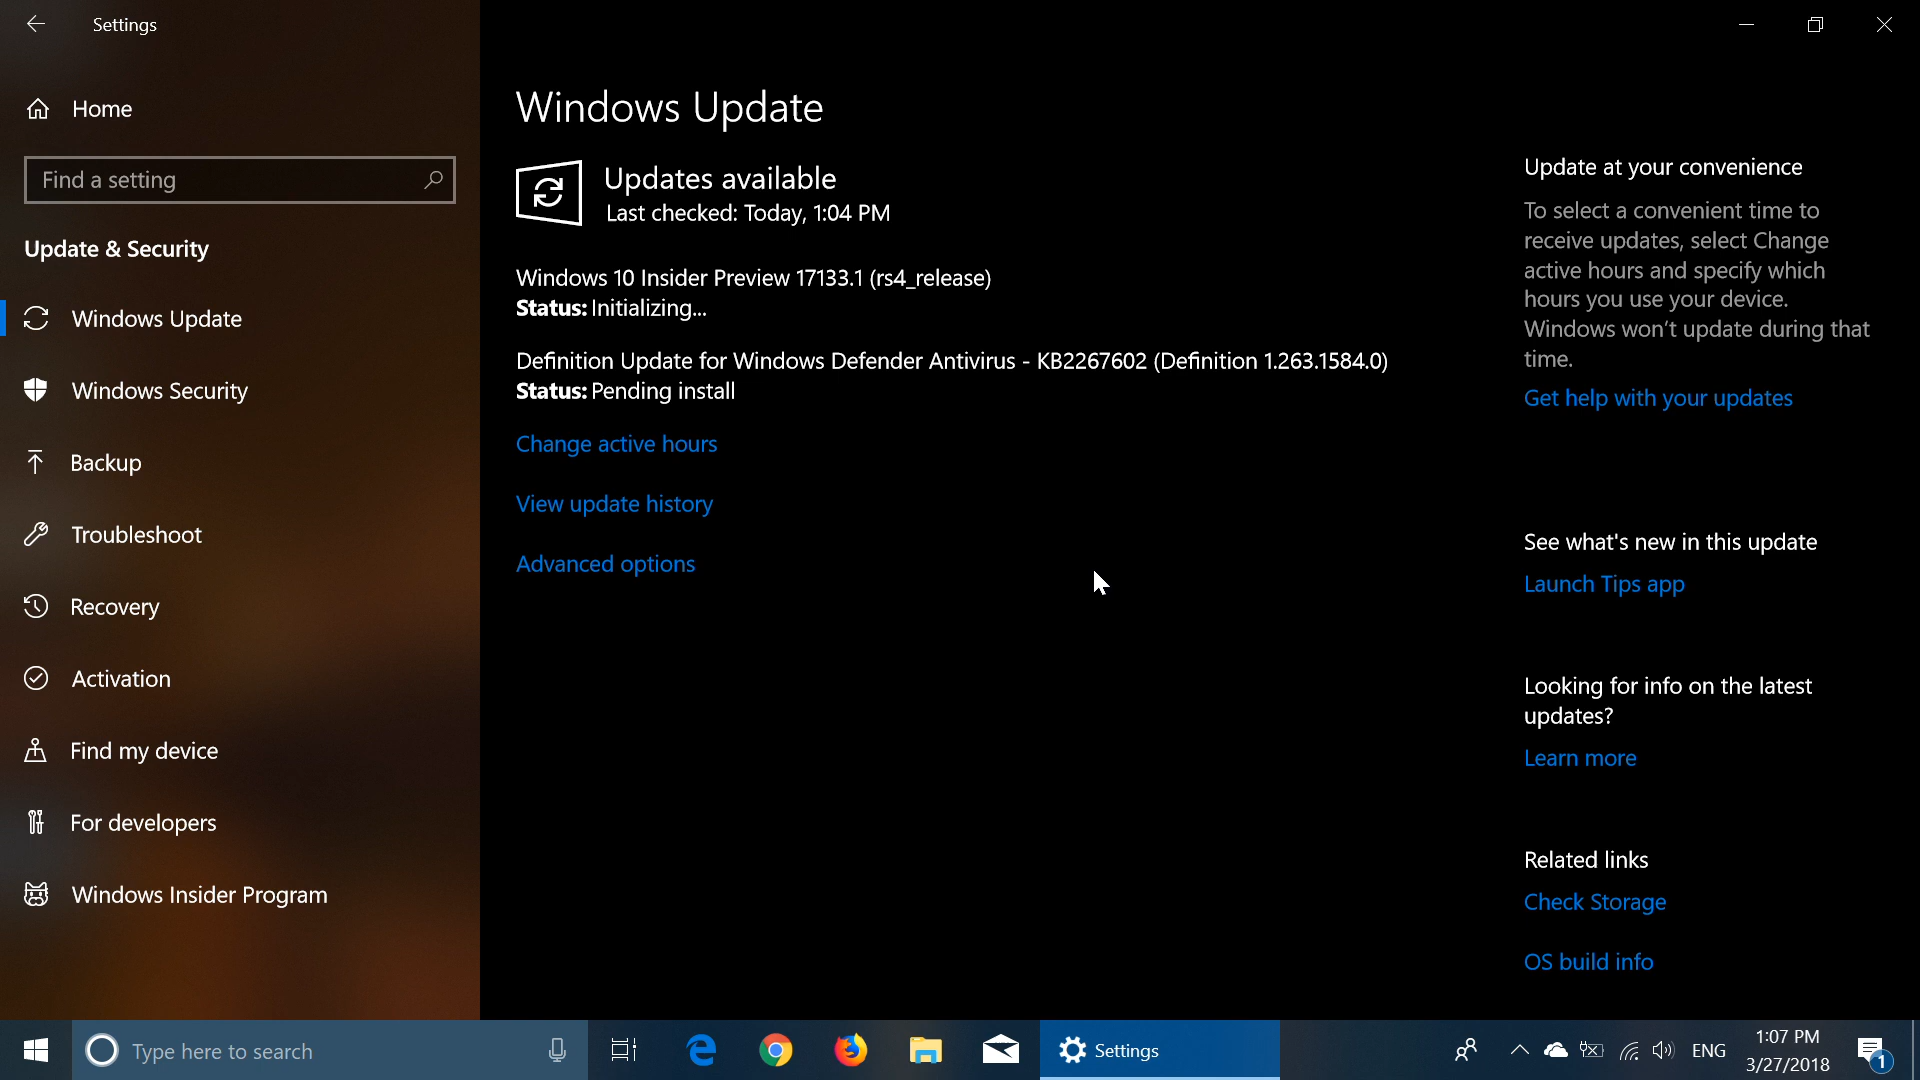 Settings
Home
Find a setting
Update & Security
Windows Update
Windows Security
Backup
Troubleshoot
Recovery
Activation
Find my device
For developers
Windows Insider Program
Windows Update
Updates available
Last checked: Today, 1:04 PM
Windows 10 Insider Preview 17133.1 (rs4_release)
Status: Initializing...
Definition Update for Windows Defender Antivirus - KB2267602 (Definition 1.263.1584.0)
Status: Pending install
Change active hours
View update history
Advanced options
Update at your convenience
To select a convenient time to
receive updates, select Change
active hours and specify which
hours you use your device.
Windows won't update during that
time.
Get help with your updates
See what's new in this update
Launch Tips app
Looking for info on the latest
updates?
Learn more
Related links
Check Storage
OS build info
Type here to search
Settings
ENG
1:07 PM
3/27/2018
1